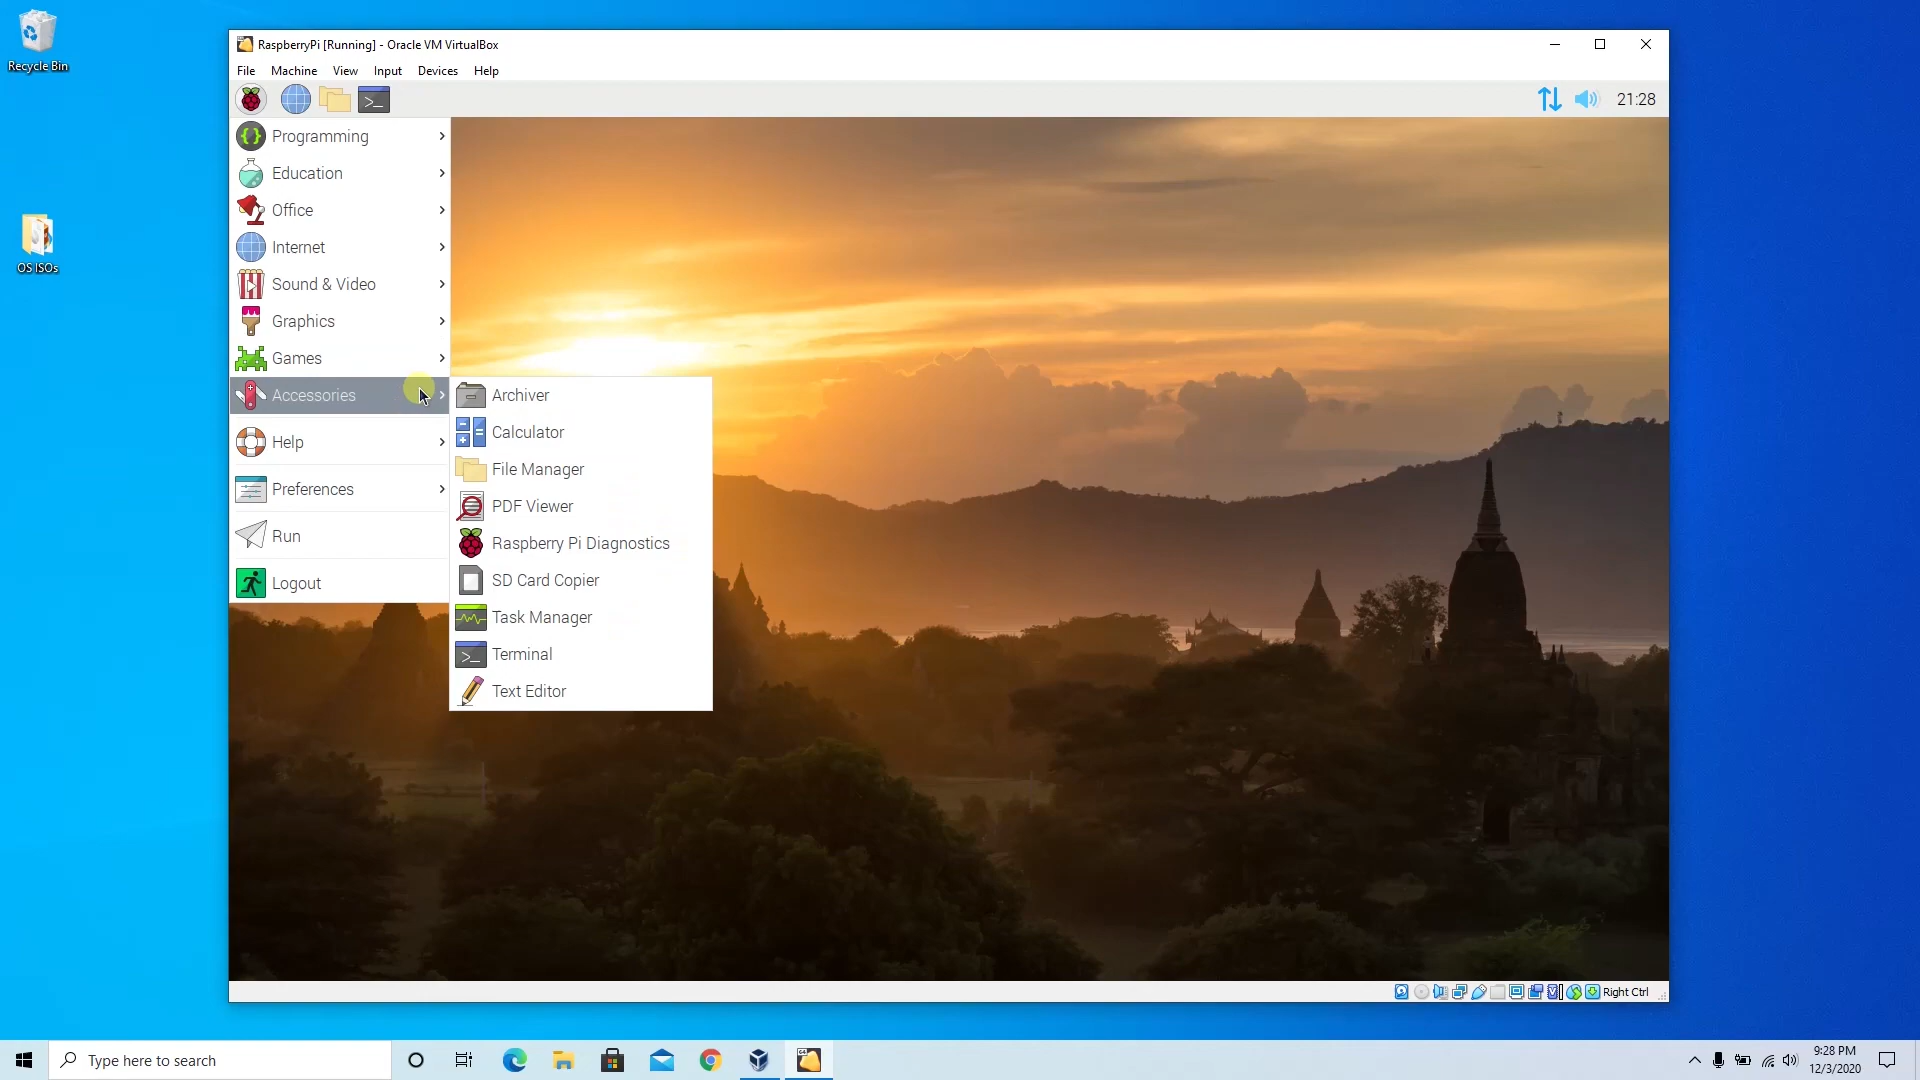 Recycle Bin
OS ISOs
RaspberryPi [Running] - Oracle VM VirtualBox
File Machine View Input Devices Help
21:28
Programming
Education
Office
Internet
Sound & Video
Graphics
Games
Accessories
Help
Preferences
Run
Logout
Archiver
Calculator
File Manager
PDF Viewer
Raspberry Pi Diagnostics
SD Card Copier
Task Manager
Terminal
Text Editor
Right Ctrl
Type here to search
9:28 PM
12/3/2020